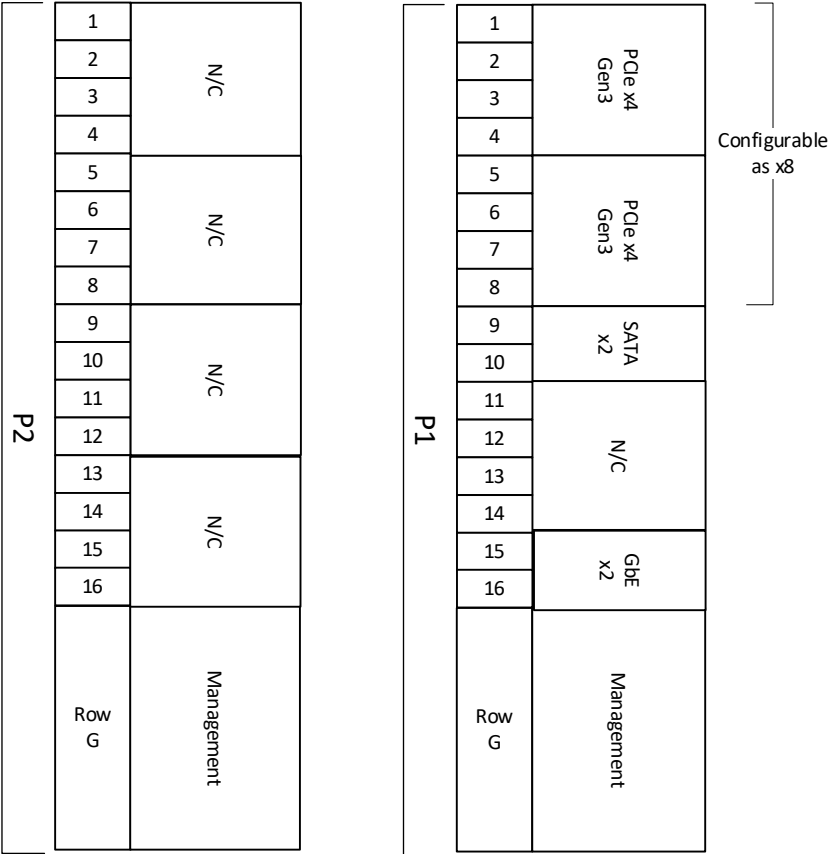 P2
1
2
3
4
5
6
7
8
9
10
11
12
13
14
15
16
Row
G
N/C
N/C
N/C
N/C
Management
P1
1
2
3
4
5
6
7
8
9
10
11
12
13
14
15
16
Row
G
PCIe x4
Gen3
PCIe x4
Gen3
SATA
x2
N/C
GbE
x2
Management
Configurable
as x8